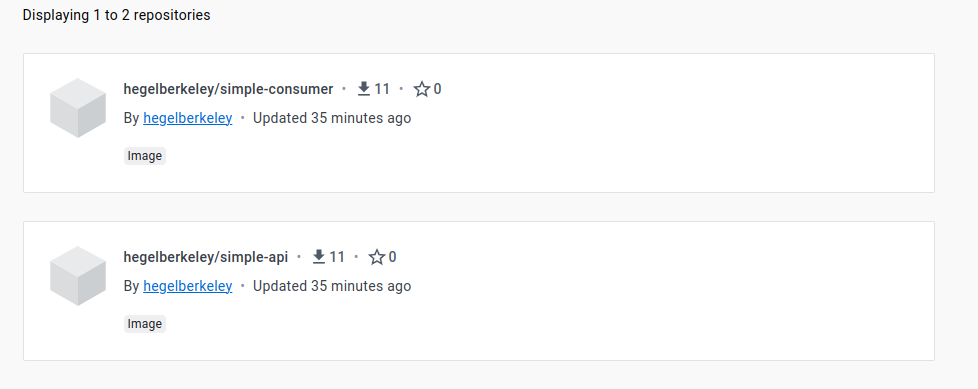 Displaying 1 to 2 repositories
hegelberkeley/simple-consumer • 11 • 0
By hegelberkeley • Updated 35 minutes ago
Image
hegelberkeley/simple-api • 11 • 0
By hegelberkeley • Updated 35 minutes ago
Image